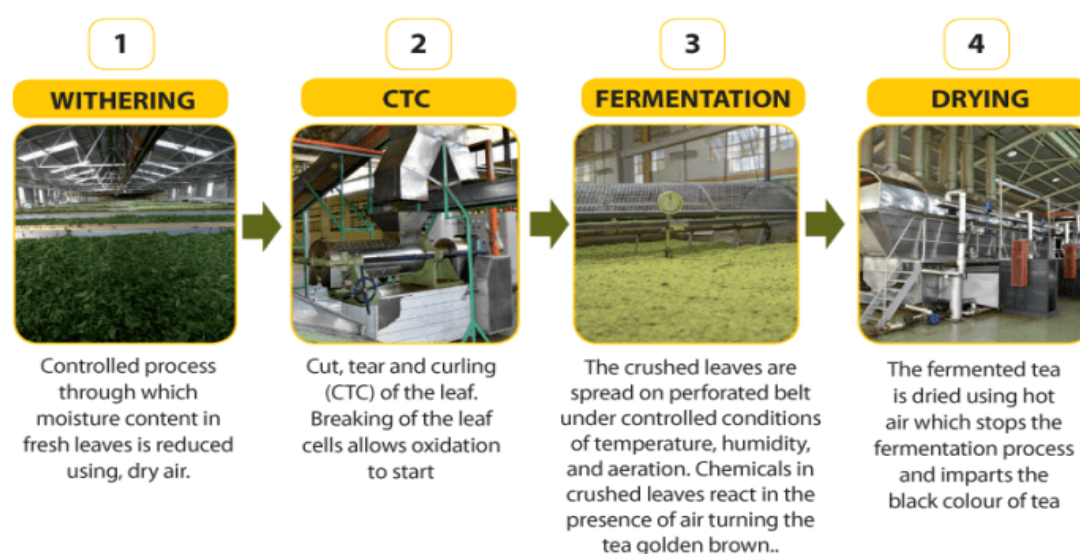 1
WITHERING
Controlled process
through which
moisture content in
fresh leaves is reduced
using, dry air.
2
CTC
Cut, tear and curling
(CTC) of the leaf.
Breaking of the leaf
cells allows oxidation
to start
3
FERMENTATION
The crushed leaves are
spread on perforated belt
under controlled conditions
of temperature, humidity,
and aeration. Chemicals in
crushed leaves react in the
presence of air turning the
tea golden brown..
4
DRYING
The fermented tea
is dried using hot
air which stops the
fermentation process
and imparts the
black colour of tea